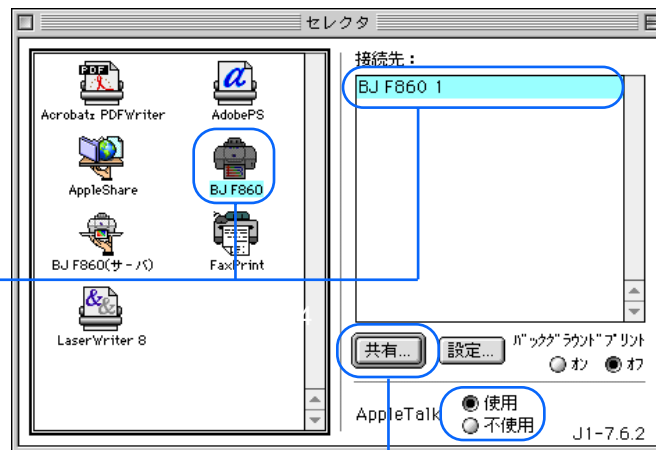 セレクタ
Acrobatz PDFWriter
AdobePS
AppleShare
BJ F860
BJ F860(サーバ)
FaxPrint
LaserWriter 8
4
接続先：
BJ F860 1
共有...
設定...
バックグラウンドプリント
オン
オフ
AppleTalk
使用
不使用
J1-7.6.2
PDF